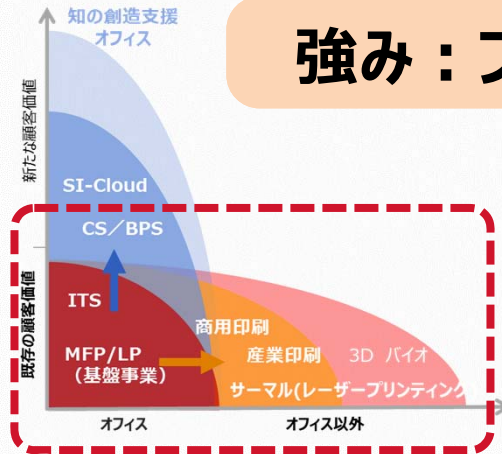 知の創造支援
オフィス
強み：
新たな顧客価値
SI-Cloud
CS／BPS
既存の顧客価値
ITS
商用印刷
MFP/LP
（基盤事業）
産業印刷
3D バイオ
サーマル(レーザープリンティング
オフィス
オフィス以外